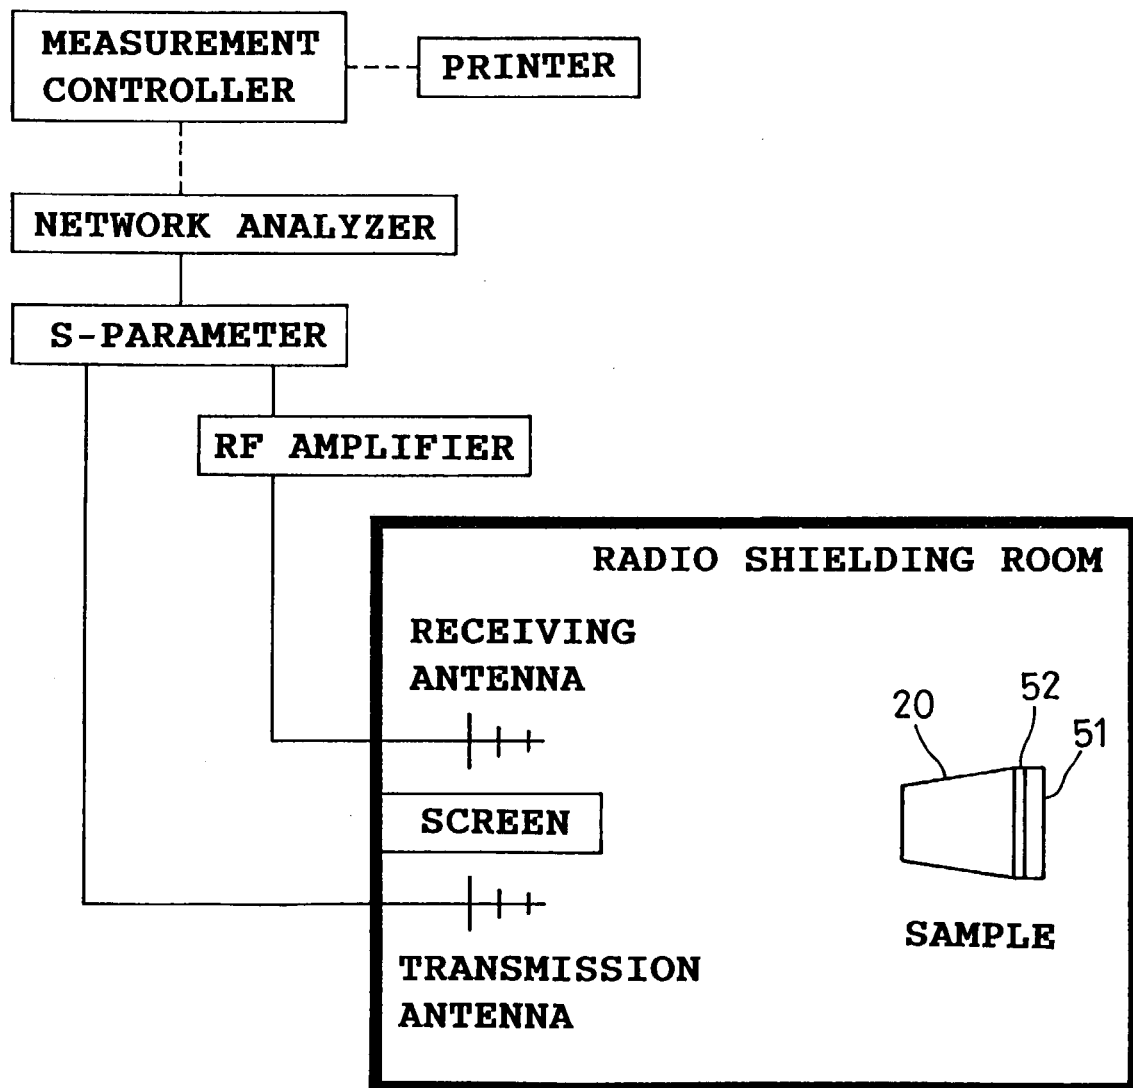 MEASUREMENT
CONTROLLER
PRINTER
NETWORK ANALYZER
S-PARAMETER
RF AMPLIFIER
RADIO SHIELDING ROOM
RECEIVING
ANTENNA
52
20
51
SCREEN
SAMPLE
TRANSMISSION
ANTENNA